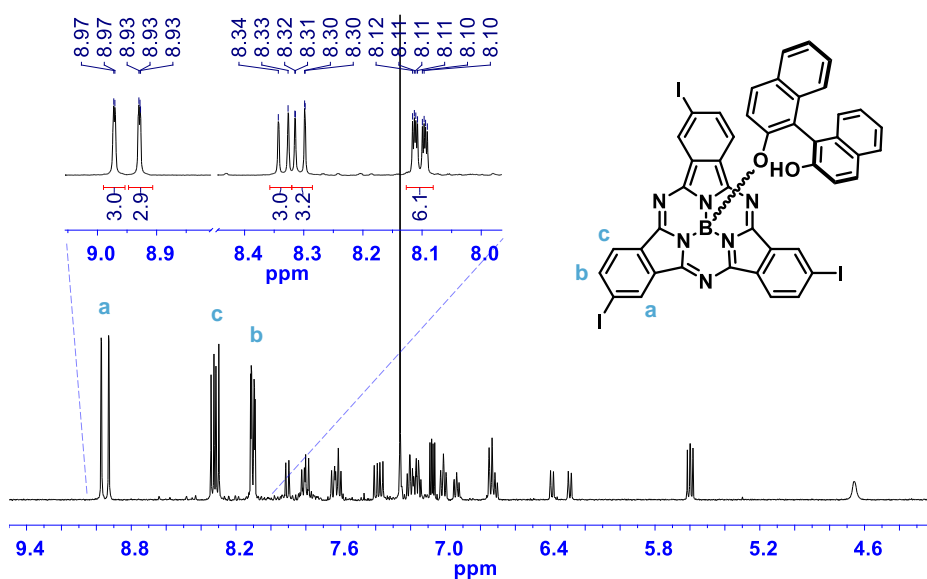 8.97 8.97 8.93 8.93 8.93 8.34 8.33 8.32 8.31 8.30 8.30 8.12 8.11 8.11 8.11 8.10 8.10
3.0 2.9 3.0 3.2 6.1
9.0 8.9 8.4 8.3 8.2 8.1 8.0
ppm
I
O HO
N N N
B
N N
N
I
I
c
b
a
a c b
9.4 8.8 8.2 7.6 7.0 6.4 5.8 5.2 4.6
ppm